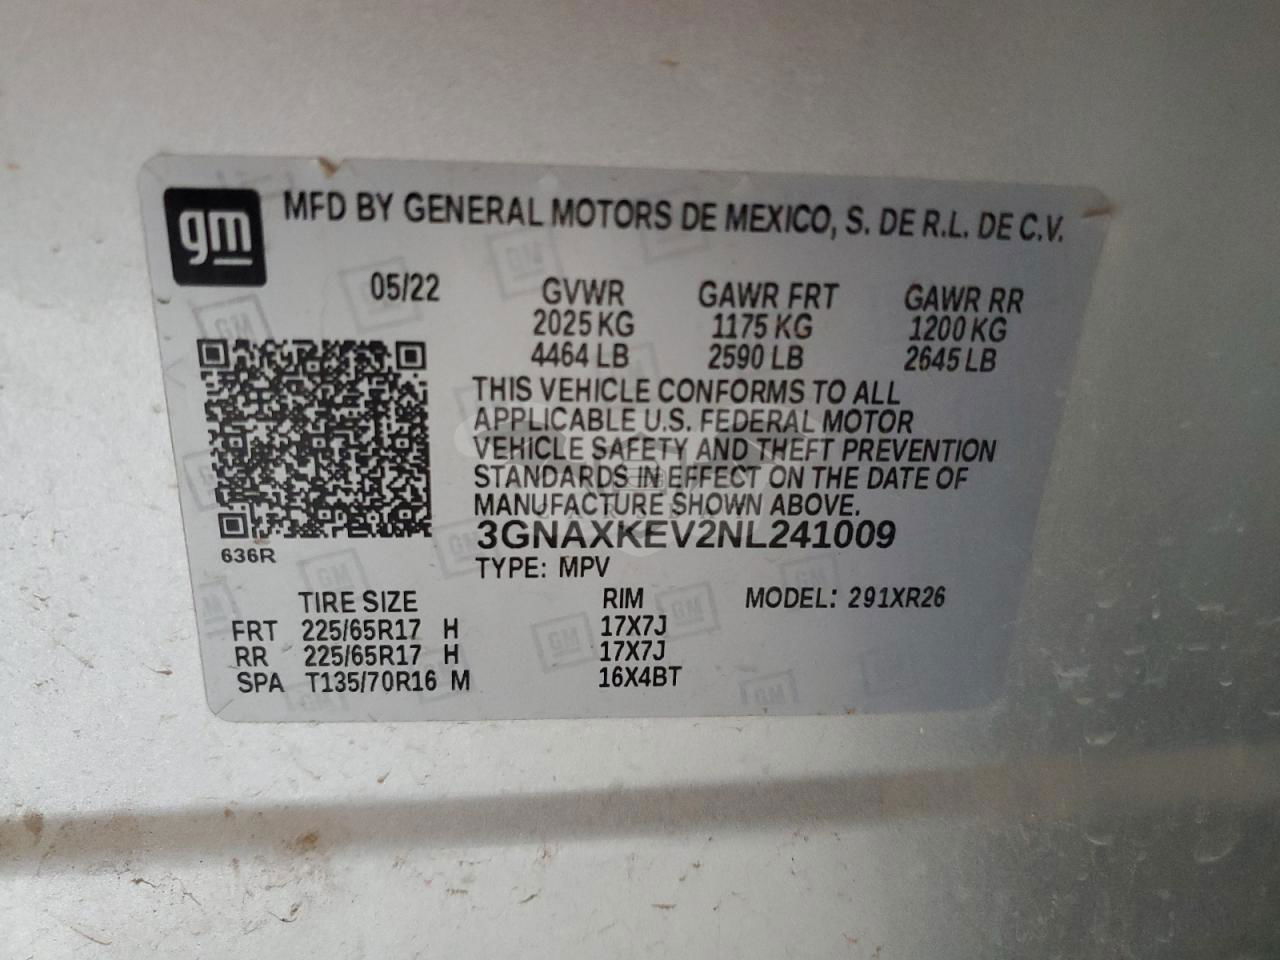 gm
MFD BY GENERAL MOTORS DE MEXICO, S. DE R.L. DE C.V.
05/22 GVWR GAWR FRT GAWR RR
2025 KG 1175 KG 1200 KG
4464 LB 2590 LB 2645 LB
THIS VEHICLE CONFORMS TO ALL
APPLICABLE U.S. FEDERAL MOTOR
VEHICLE SAFETY AND THEFT PREVENTION
STANDARDS IN EFFECT ON THE DATE OF
MANUFACTURE SHOWN ABOVE.
3GNAXKEV2NL241009
636R
TYPE: MPV
TIRE SIZE RIM MODEL: 291XR26
FRT 225/65R17 H 17X7J
RR 225/65R17 H 17X7J
SPA T135/70R16 M 16X4BT